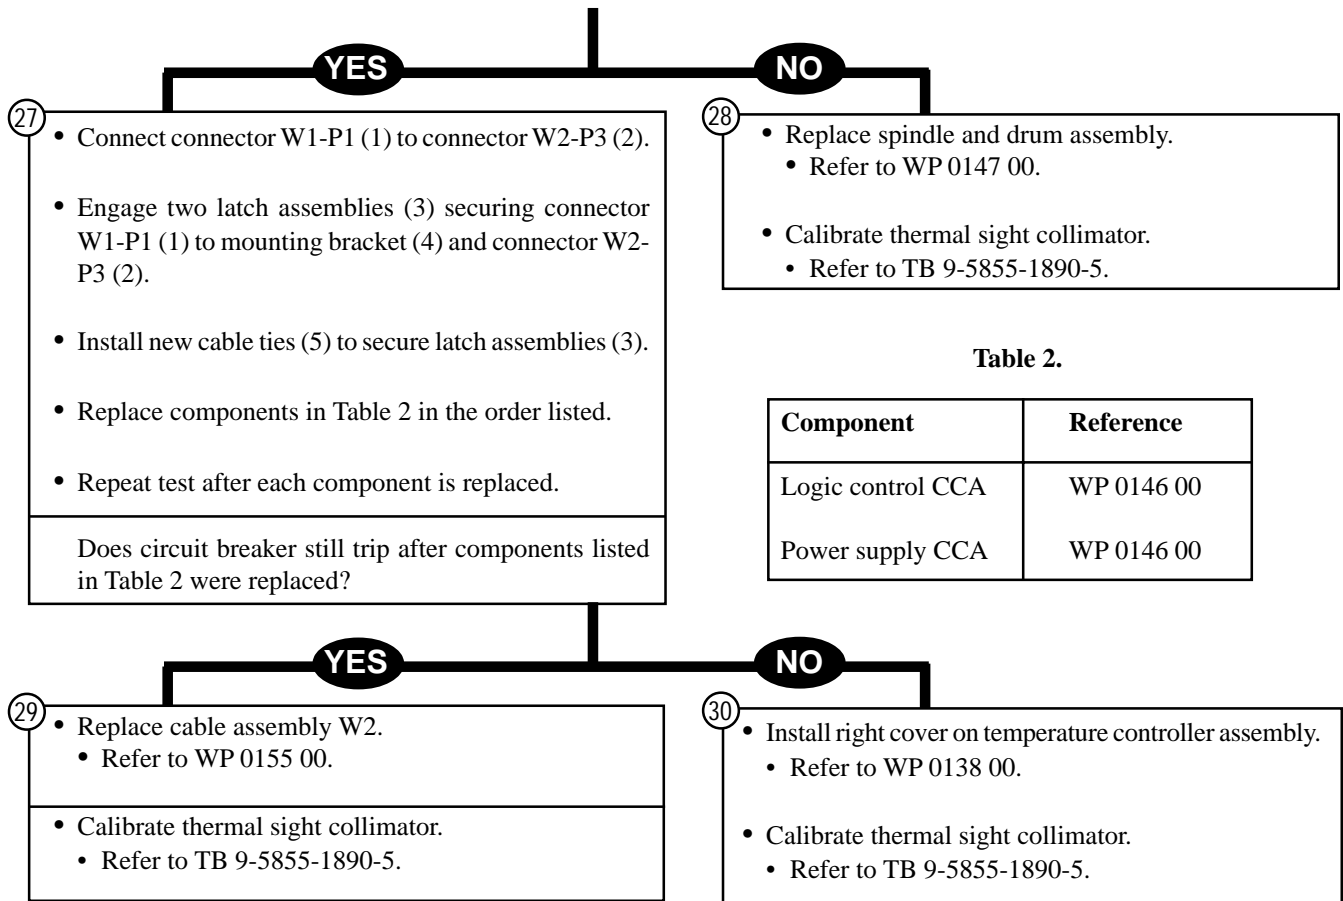 YES
NO
27
• Connect connector W1-P1 (1) to connector W2-P3 (2).
• Engage two latch assemblies (3) securing connector
W1-P1 (1) to mounting bracket (4) and connector W2-
P3 (2).
• Install new cable ties (5) to secure latch assemblies (3).
• Replace components in Table 2 in the order listed.
• Repeat test after each component is replaced.
Does circuit breaker still trip after components listed
in Table 2 were replaced?
28
• Replace spindle and drum assembly.
• Refer to WP 0147 00.
• Calibrate thermal sight collimator.
• Refer to TB 9-5855-1890-5.
Table 2.
Component Reference
Logic control CCA WP 0146 00
Power supply CCA WP 0146 00
YES
NO
29
• Replace cable assembly W2.
• Refer to WP 0155 00.
• Calibrate thermal sight collimator.
• Refer to TB 9-5855-1890-5.
30
• Install right cover on temperature controller assembly.
• Refer to WP 0138 00.
• Calibrate thermal sight collimator.
• Refer to TB 9-5855-1890-5.